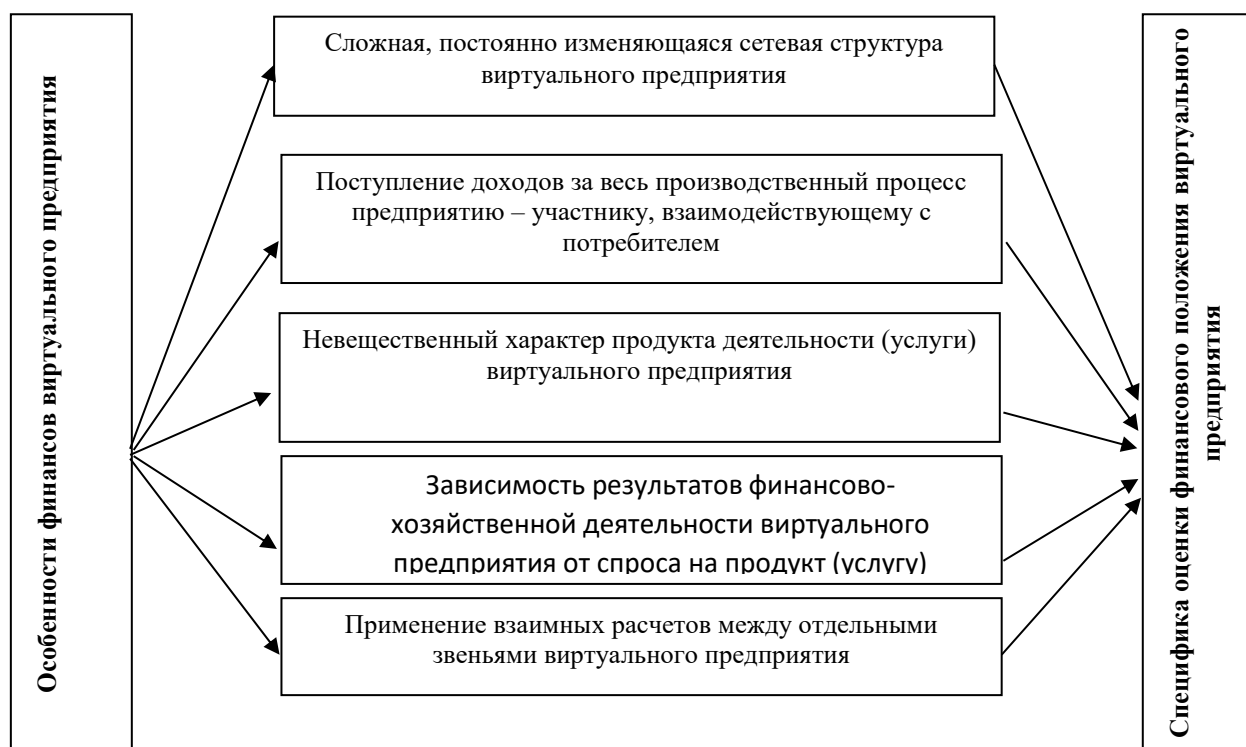 Особенности финансов виртуального предприятия
Сложная, постоянно изменяющаяся сетевая структура
виртуального предприятия
Поступление доходов за весь производственный процесс
предприятию – участнику, взаимодействующему с
потребителем
Невещественный характер продукта деятельности (услуги)
виртуального предприятия
Зависимость результатов финансово-
хозяйственной деятельности виртуального
предприятия от спроса на продукт (услугу)
Применение взаимных расчетов между отдельными
звеньями виртуального предприятия
Специфика оценки финансового положения виртуального
предприятия